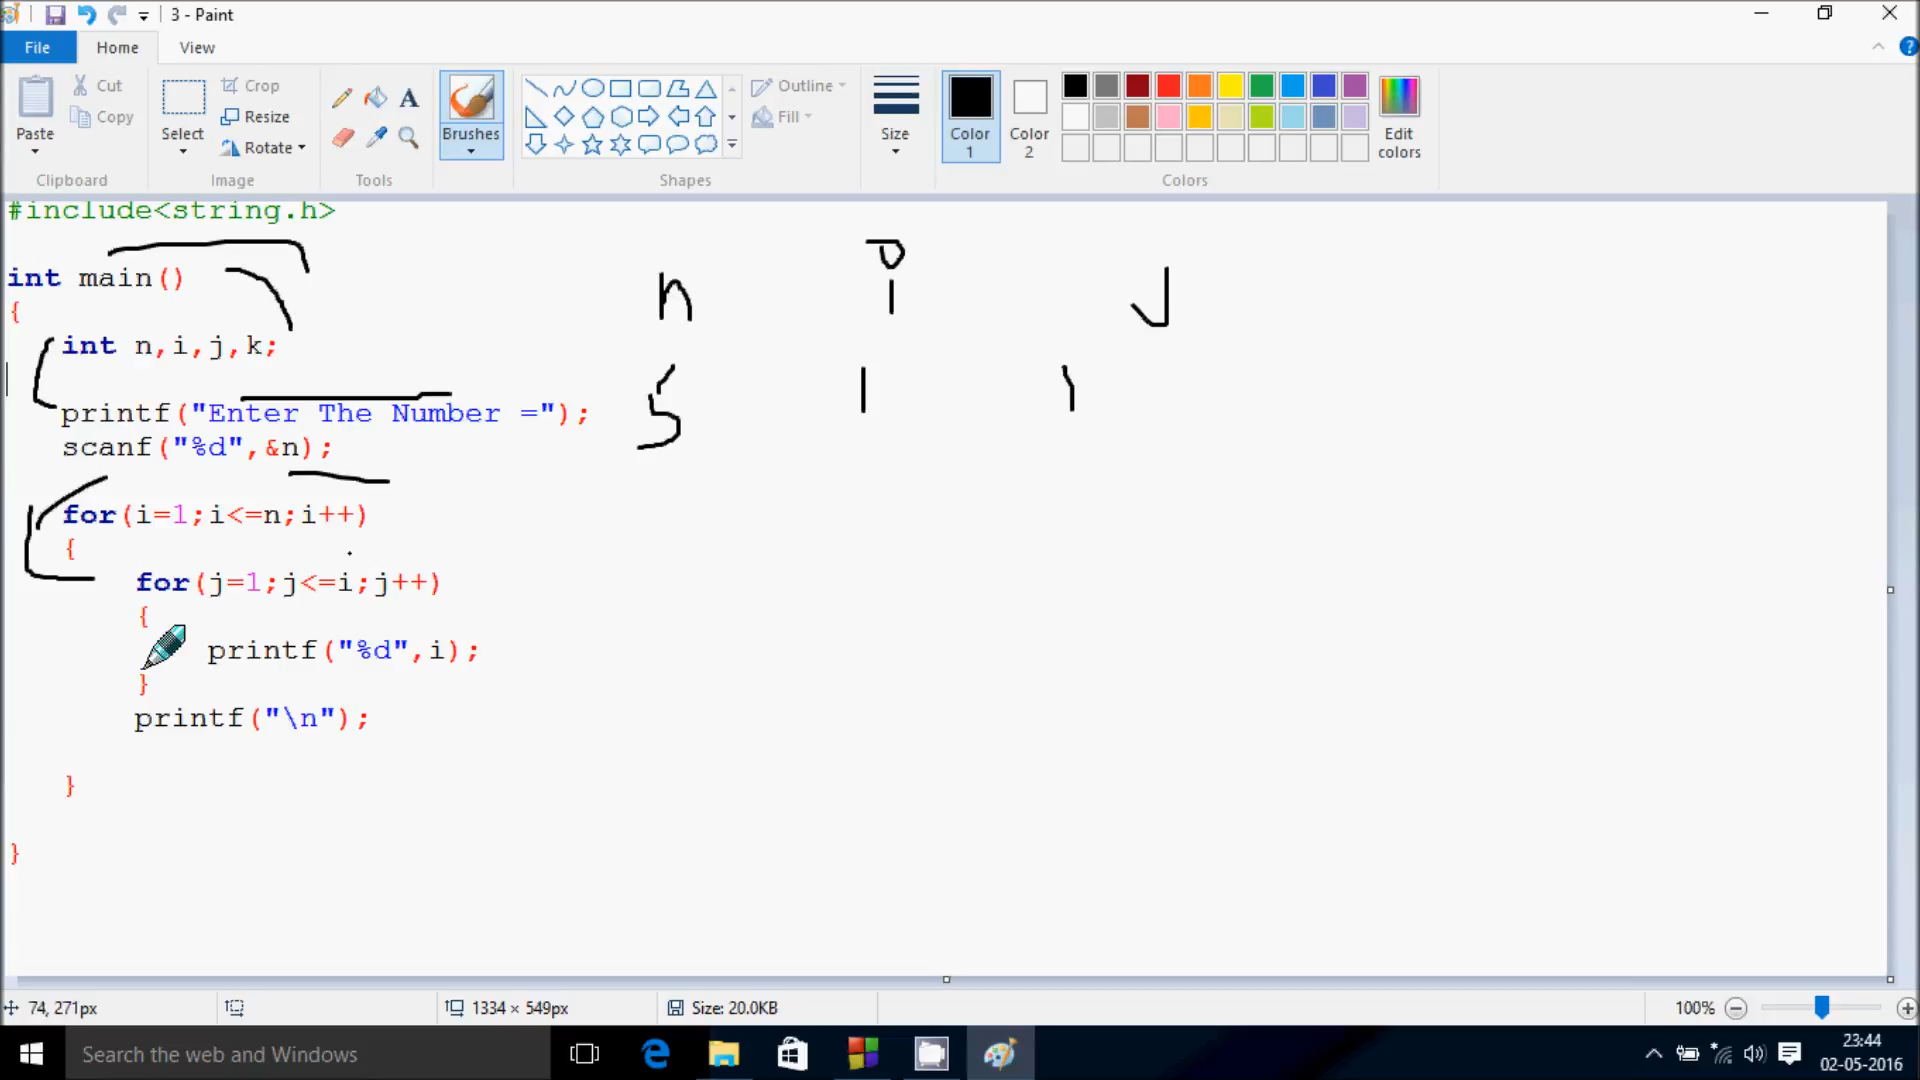 3 - Paint
File Home View
Paste
Cut
Copy
Clipboard
Select
Crop
Resize
Rotate
Image
Tools
Brushes
Outline
Fill
Shapes
Size
Color 1
Color 2
Edit colors
Colors
#include<string.h>
int main()
{
int n,i,j,k;
printf("Enter The Number =");
scanf("%d",&n);
for(i=1;i<=n;i++)
{
for(j=1;j<=i;j++)
{
printf("%d",i);
}
printf("\n");
}
}
n i J
5 1 1
74, 271px
1334 × 549px
Size: 20.0KB
100%
Search the web and Windows
23:44
02-05-2016